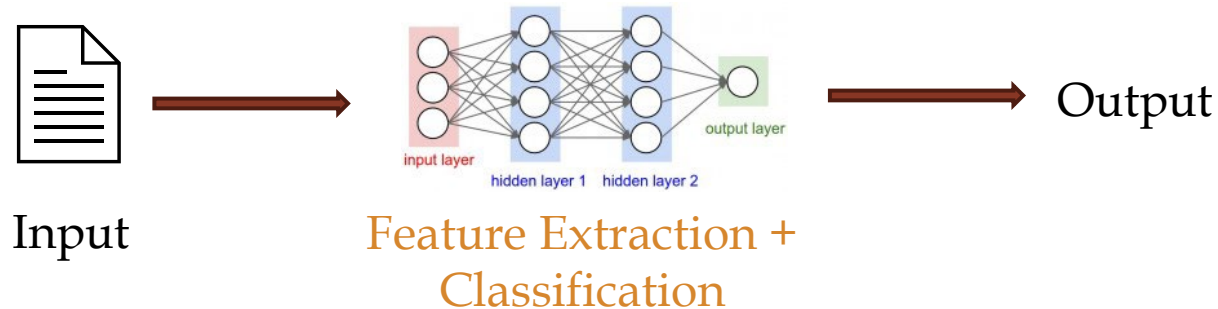 input layer
hidden layer 1
hidden layer 2
output layer
Output
Input
Feature Extraction +
Classification